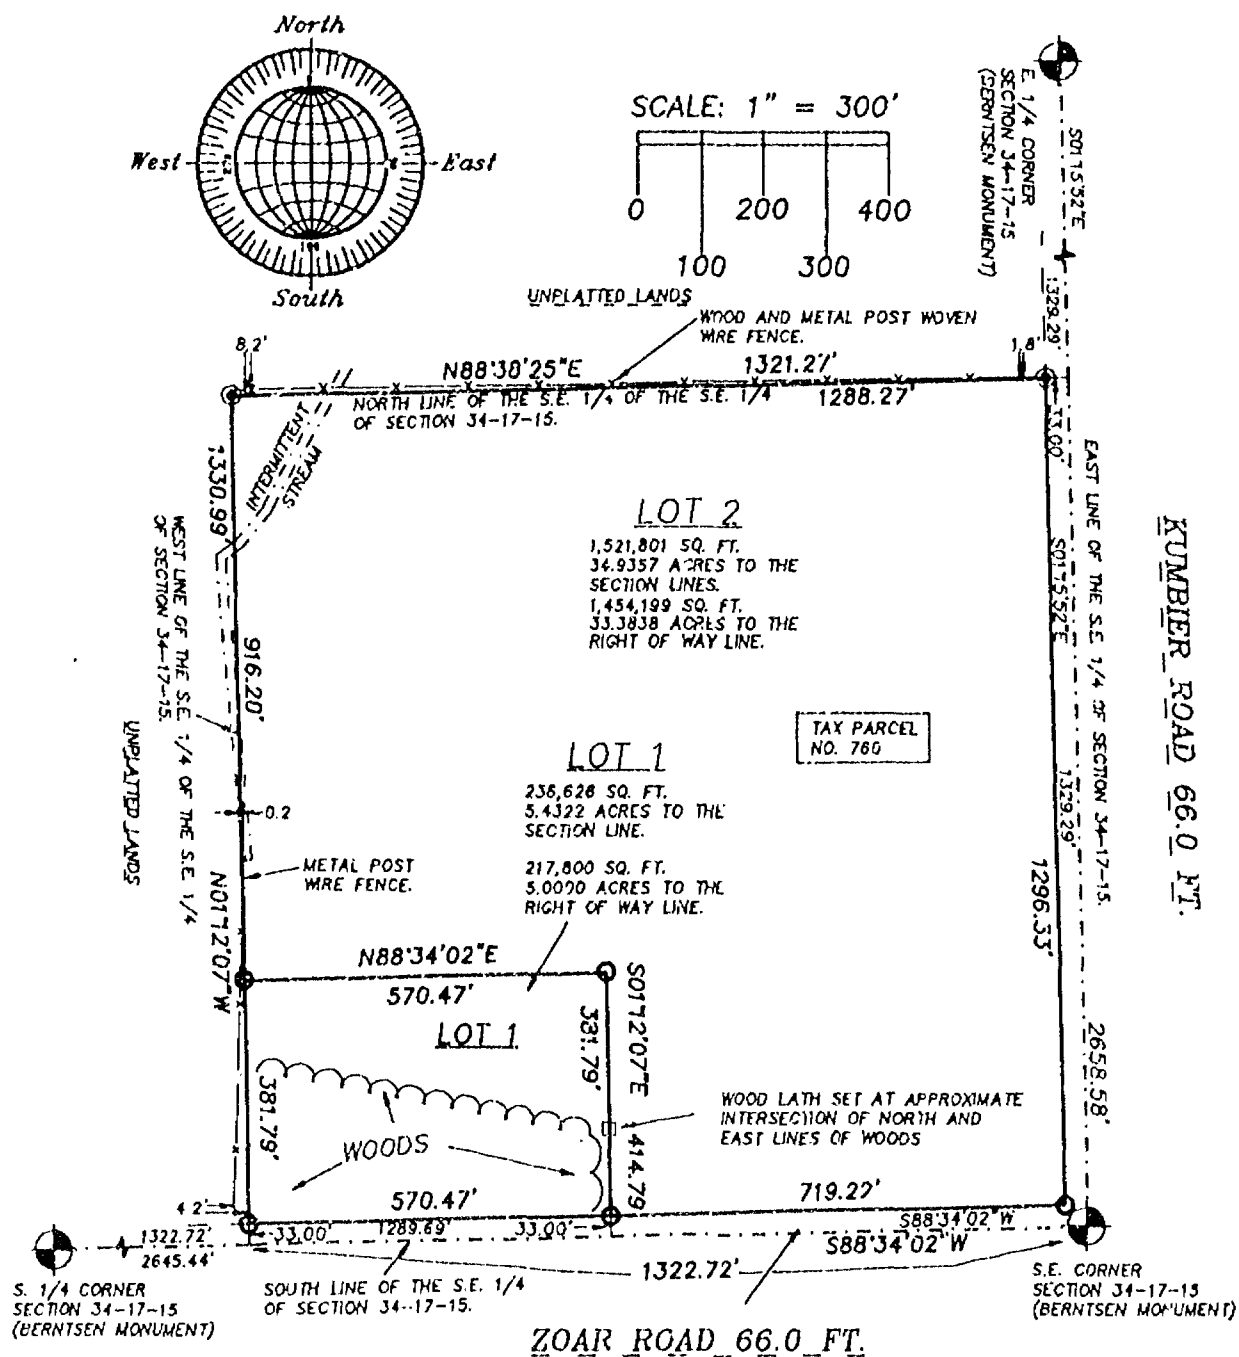 North
West
East
South
SCALE: 1" = 300'
0 200 400
100 300
E. 1/4 CORNER
SECTION 34-17-15
(BERNTSEN MONUMENT)
S01°15'52"E
1329.29'
UNPLATTED LANDS
WOOD AND METAL POST WOVEN
WIRE FENCE.
8.2'
1.8'
N88°38'25"E
1321.27'
NORTH LINE OF THE S.E. 1/4 OF THE S.E. 1/4
OF SECTION 34-17-15.
1288.27'
33.00'
INTERMITTENT
STREAM
1330.99'
WEST LINE OF THE S.E. 1/4 OF THE S.E. 1/4
OF SECTION 34-17-15.
916.20'
UNPLATTED LANDS
LOT 2
1,521,801 SQ. FT.
34.9357 ACRES TO THE
SECTION LINES.
1,454,199 SQ. FT.
33.3838 ACRES TO THE
RIGHT OF WAY LINE.
TAX PARCEL
NO. 760
EAST LINE OF THE S.E. 1/4 OF SECTION 34-17-15.
S01°15'52"E
1329.29'
1296.33'
2658.58'
KUMBIER ROAD 66.0 FT.
LOT 1
236,626 SQ. FT.
5.4322 ACRES TO THE
SECTION LINE.
217,800 SQ. FT.
5.0000 ACRES TO THE
RIGHT OF WAY LINE.
0.2
METAL POST
WIRE FENCE.
N01°12'07"W
N88°34'02"E
570.47'
LOT 1
S01°12'07"E
381.79'
381.79'
414.79'
WOODS
WOOD LATH SET AT APPROXIMATE
INTERSECTION OF NORTH AND
EAST LINES OF WOODS
4.2'
570.47'
719.22'
33.00'
1289.69'
33.00'
S88°34'02"W
S88°34'02"W
1322.72'
2645.44'
1322.72'
S. 1/4 CORNER
SECTION 34-17-15
(BERNTSEN MONUMENT)
SOUTH LINE OF THE S.E. 1/4
OF SECTION 34-17-15.
S.E. CORNER
SECTION 34-17-15
(BERNTSEN MONUMENT)
ZOAR ROAD 66.0 FT.